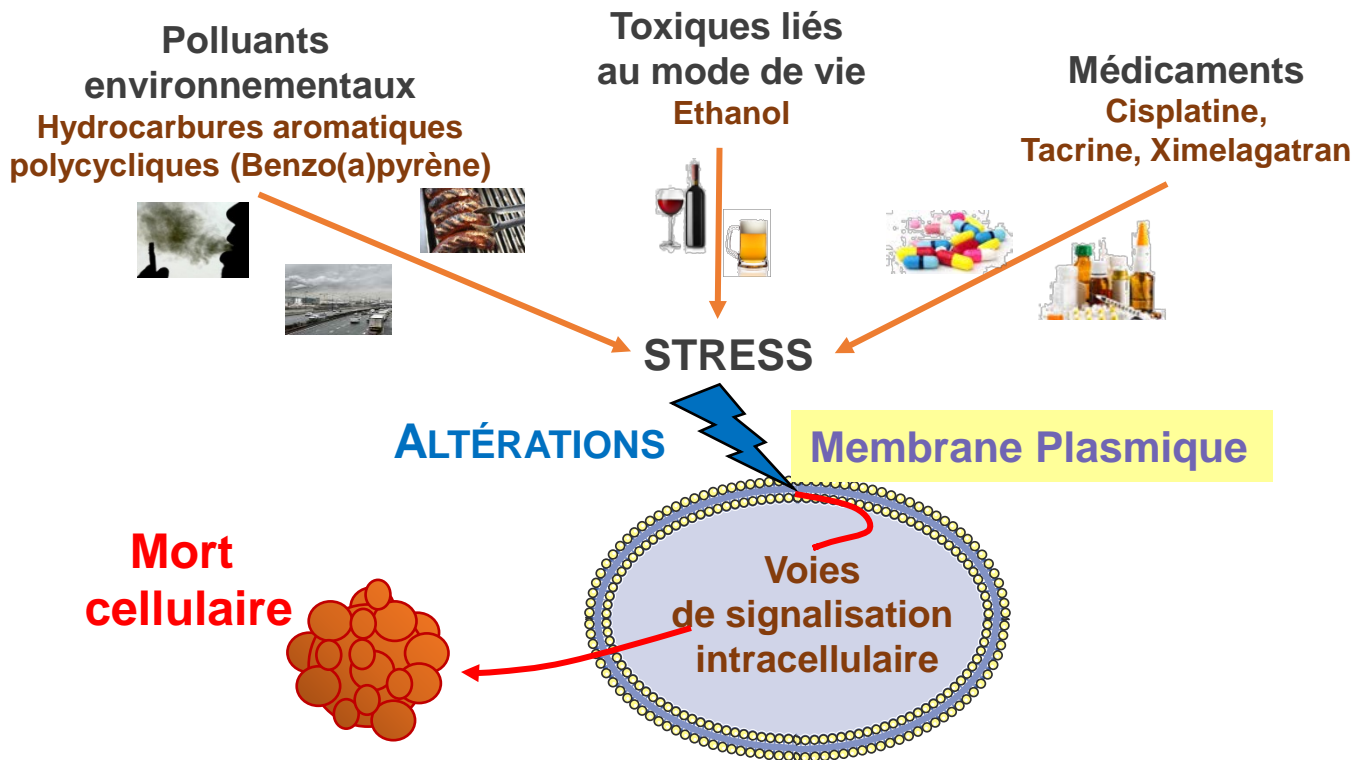 Polluants
environnementaux
Hydrocarbures aromatiques
polycycliques (Benzo(a)pyrène)
Toxiques liés
au mode de vie
Ethanol
Médicaments
Cisplatine,
Tacrine, Ximelagatran
STRESS
ALTÉRATIONS
Membrane Plasmique
Mort
cellulaire
Voies
de signalisation
intracellulaire